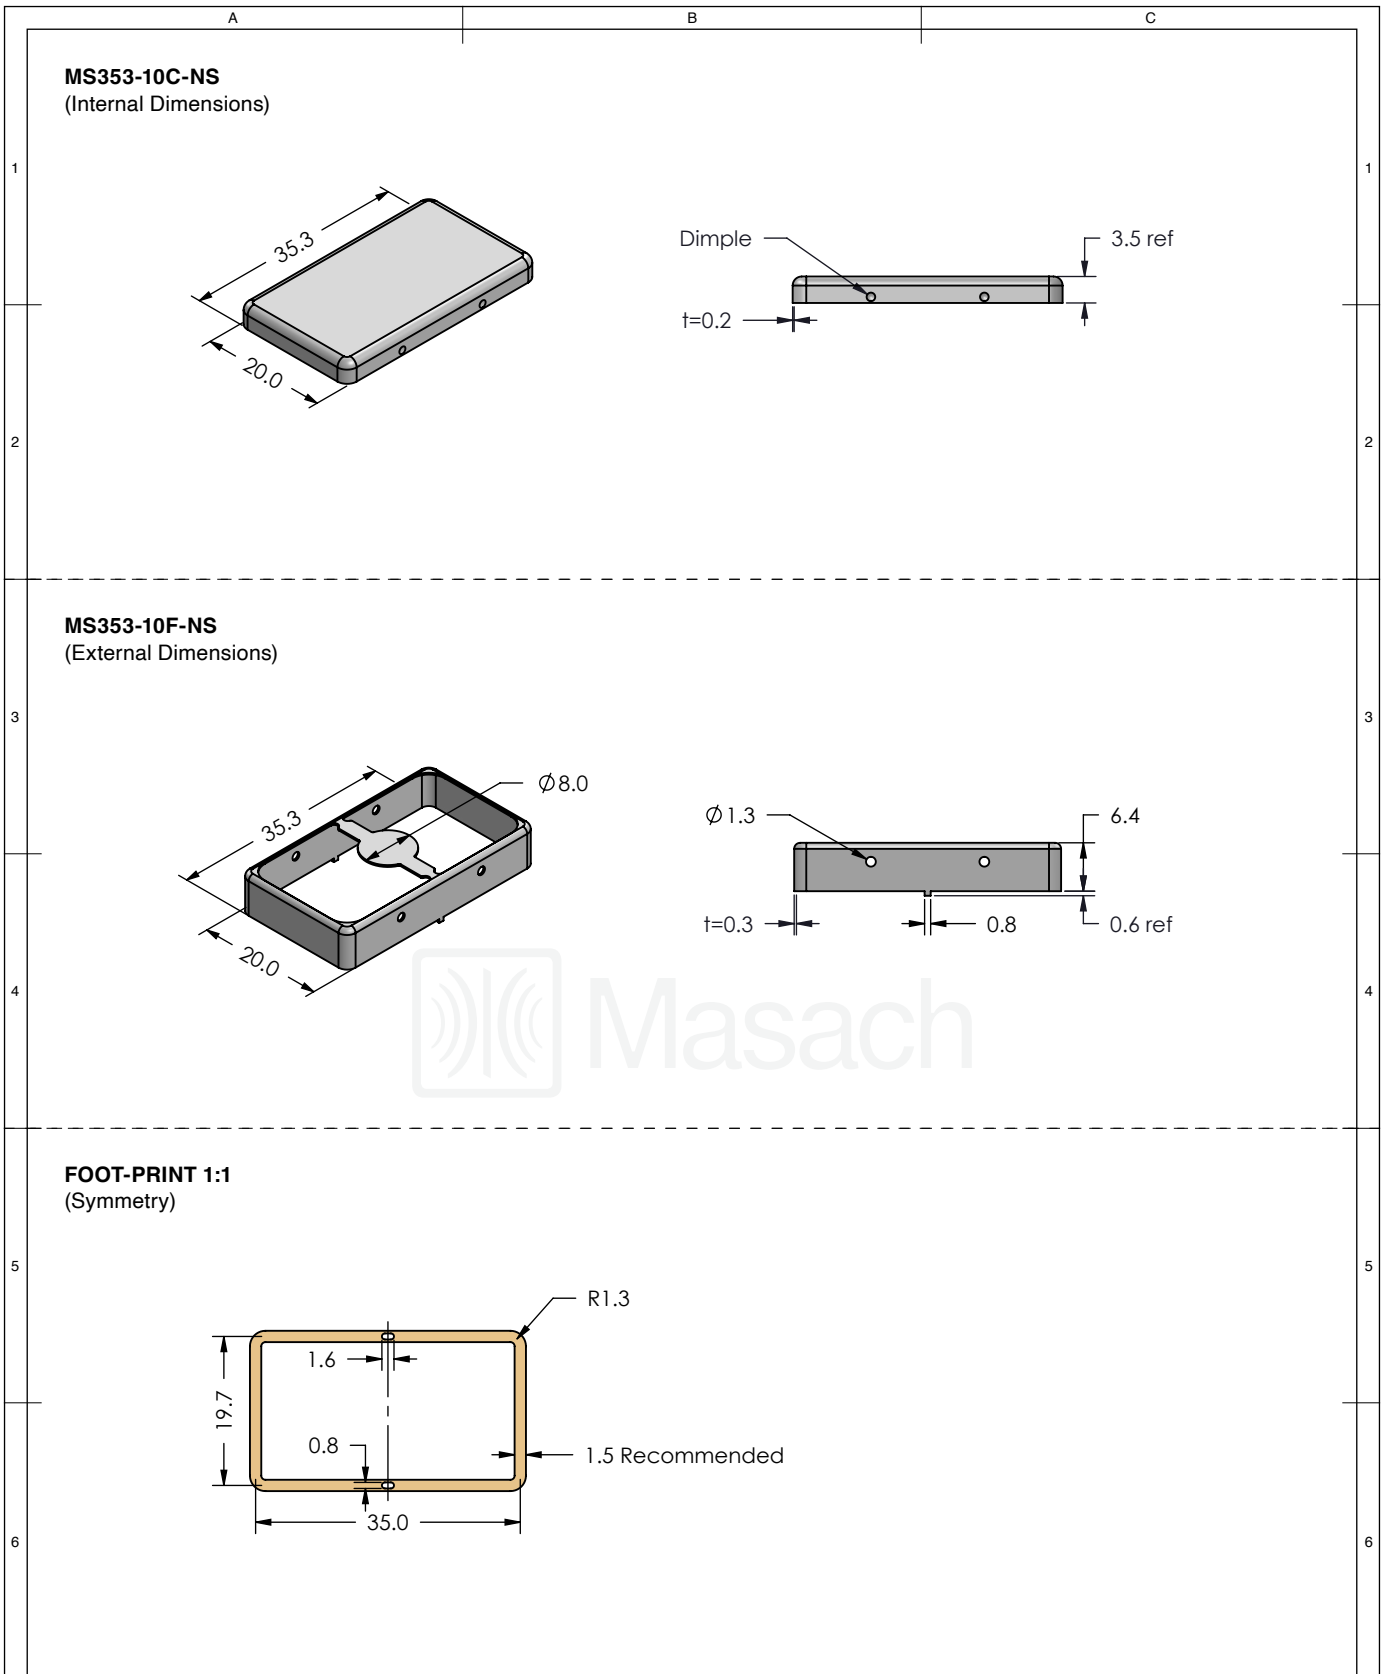 A B C
MS353-10C-NS
(Internal Dimensions)
1 1
35.3
20.0
Dimple
3.5 ref
t=0.2
2 2
MS353-10F-NS
(External Dimensions)
3 3
35.3
Ø8.0
20.0
Ø1.3
6.4
t=0.3
0.8
0.6 ref
4 4
Masach
FOOT-PRINT 1:1
(Symmetry)
5 5
R1.3
1.6
19.7
0.8
1.5 Recommended
35.0
6 6